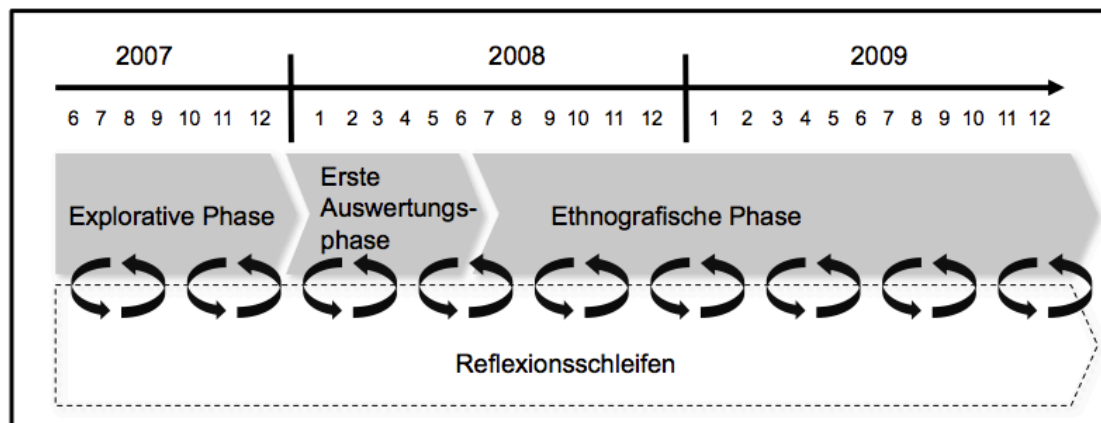 2007 2008 2009
6 7 8 9 10 11 12 1 2 3 4 5 6 7 8 9 10 11 12 1 2 3 4 5 6 7 8 9 10 11 12
Explorative Phase
Erste
Auswertungs-
phase
Ethnografische Phase
Reflexionsschleifen